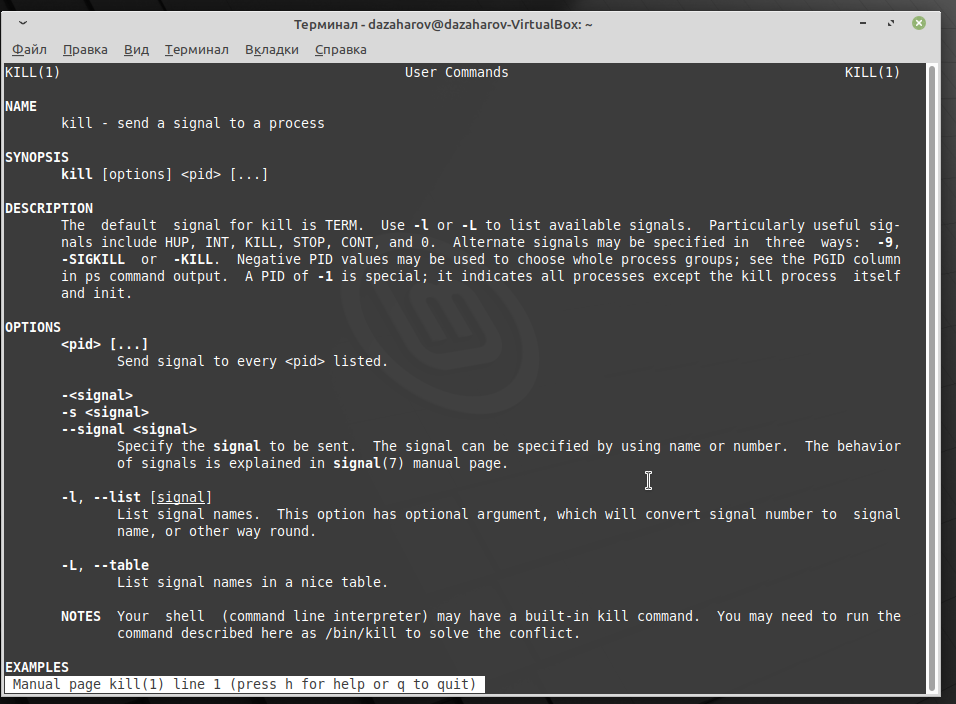 Терминал - dazaharov@dazaharov-VirtualBox: ~
Файл Правка Вид Терминал Вкладки Справка
KILL(1) User Commands KILL(1)
NAME
kill - send a signal to a process
SYNOPSIS
kill [options] <pid> [...]
DESCRIPTION
The default signal for kill is TERM. Use -l or -L to list available signals. Particularly useful sig-
nals include HUP, INT, KILL, STOP, CONT, and 0. Alternate signals may be specified in three ways: -9,
-SIGKILL or -KILL. Negative PID values may be used to choose whole process groups; see the PGID column
in ps command output. A PID of -1 is special; it indicates all processes except the kill process itself
and init.
OPTIONS
<pid> [...]
Send signal to every <pid> listed.
-<signal>
-s <signal>
--signal <signal>
Specify the signal to be sent. The signal can be specified by using name or number. The behavior
of signals is explained in signal(7) manual page.
-l, --list [signal]
List signal names. This option has optional argument, which will convert signal number to signal
name, or other way round.
-L, --table
List signal names in a nice table.
NOTES Your shell (command line interpreter) may have a built-in kill command. You may need to run the
command described here as /bin/kill to solve the conflict.
EXAMPLES
Manual page kill(1) line 1 (press h for help or q to quit)